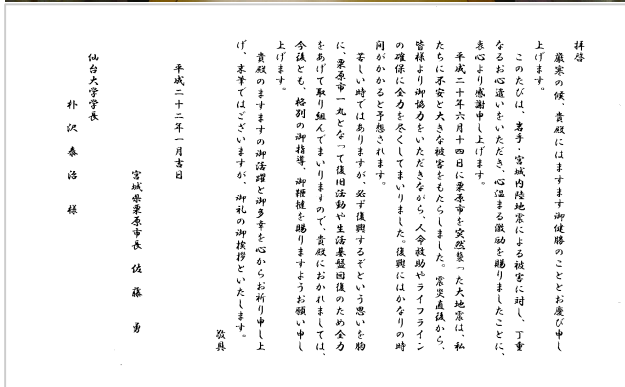 拝啓
厳寒の候、貴殿にはますます御健勝のこととお慶び申し
上げます。
このたびは、岩手・宮城内陸地震による被害に対し、丁重
なるお心遣いをいただき、心温まる激励を賜りましたことに、
衷心より感謝申し上げます。
平成二十年六月十四日に栗原市を突然襲った大地震は、私
たちに不安と大きな被害をもたらしました。震災直後から、
皆様より御協力をいただきながら、人命救助やライフライン
の確保に全力を尽くしてまいりました。復興にはかなりの時
間がかかると予想されます。
苦しい時ではありますが、必ず復興するぞという思いを胸
に、栗原市一丸となって復旧活動や生活基盤回復のため全力
をあげて取り組んでまいりますので、貴殿におかれましては、
今後とも、格別の御指導、御鞭撻を賜りますようお願い申し
上げます。
貴殿のますますの御活躍と御多幸を心からお祈り申し上
げ、末筆ではございますが、御礼の御挨拶といたします。
敬具
平成二十二年一月吉日
宮城県栗原市長 佐藤 勇
仙台大学学長
朴沢泰治 様